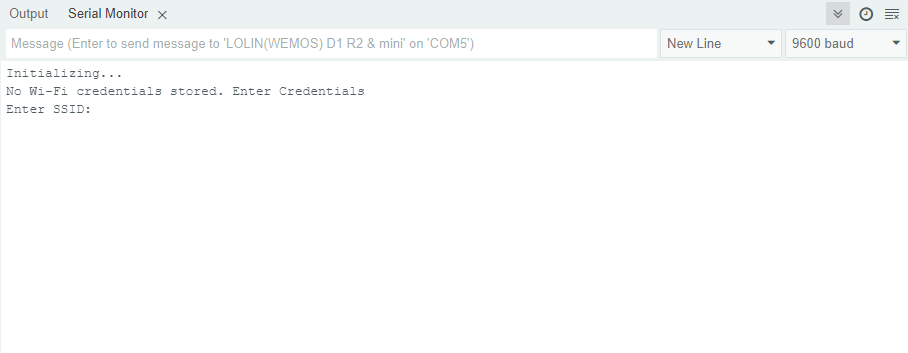 Output Serial Monitor
Message (Enter to send message to 'LOLIN(WEMOS) D1 R2 & mini' on 'COM5') New Line 9600 baud
Initializing...
No Wi-Fi credentials stored. Enter Credentials
Enter SSID: